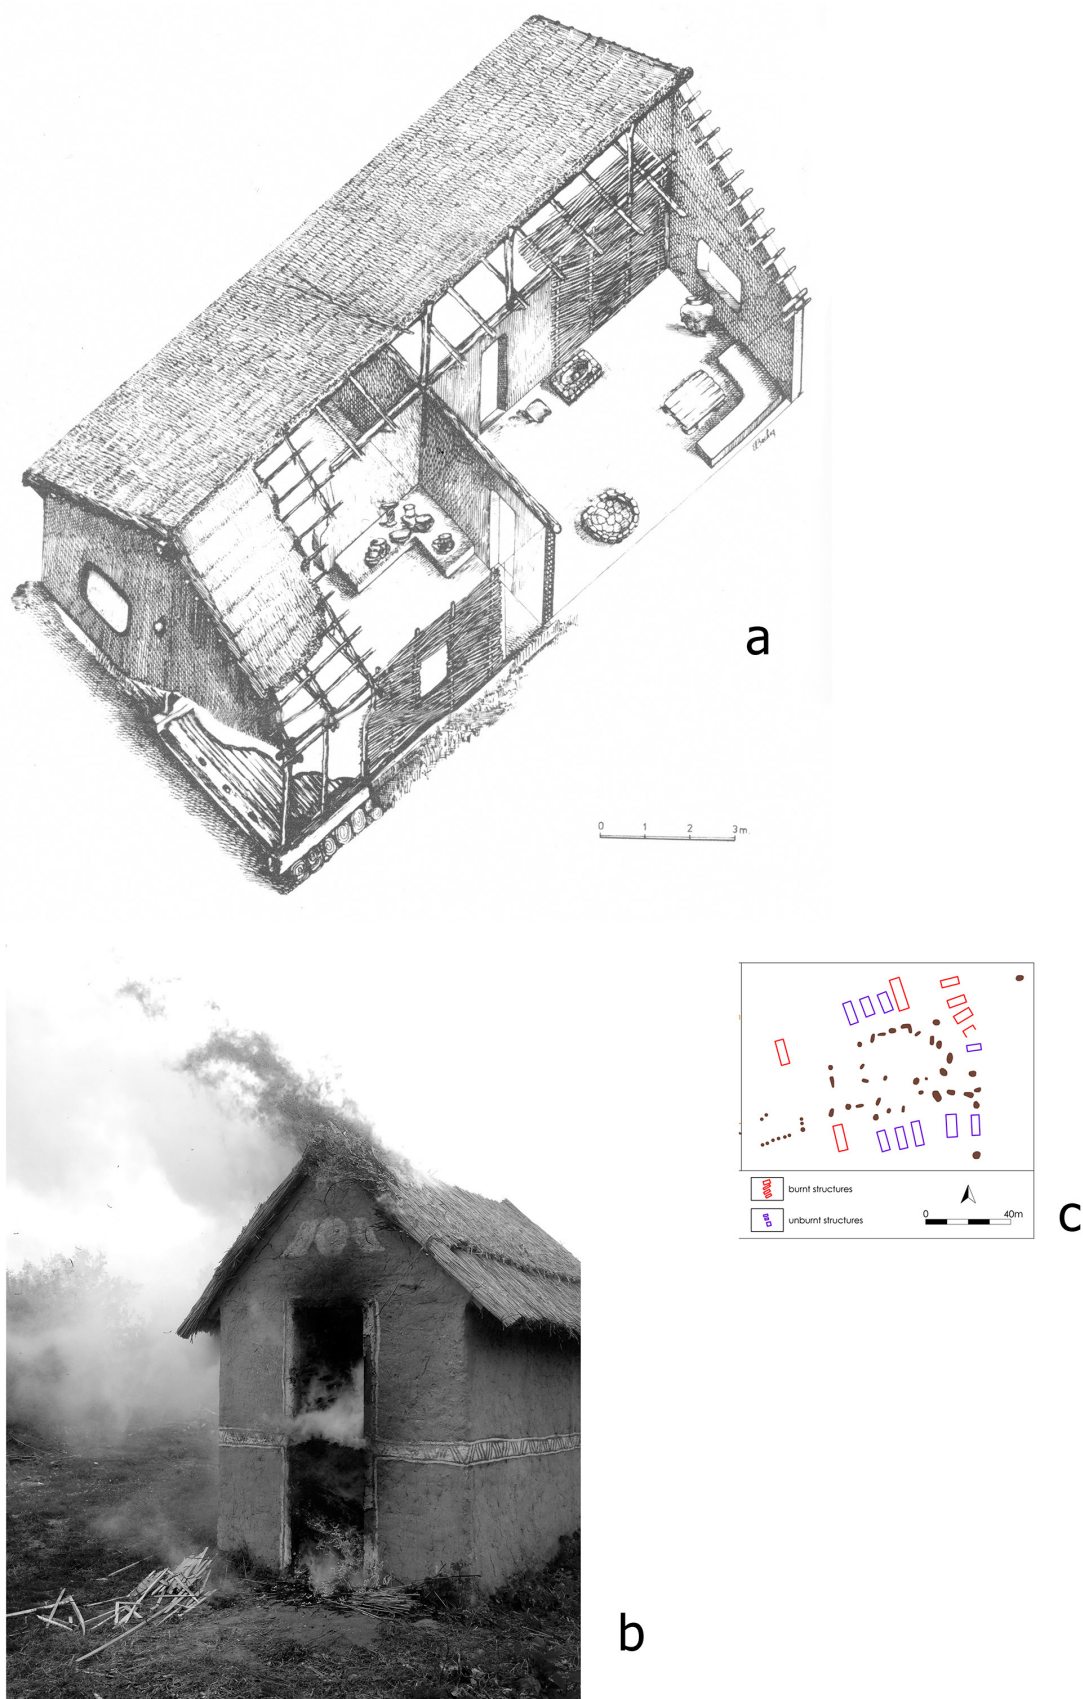 a
0 1 2 3m.
b
burnt structures
unburnt structures
0 40m
c